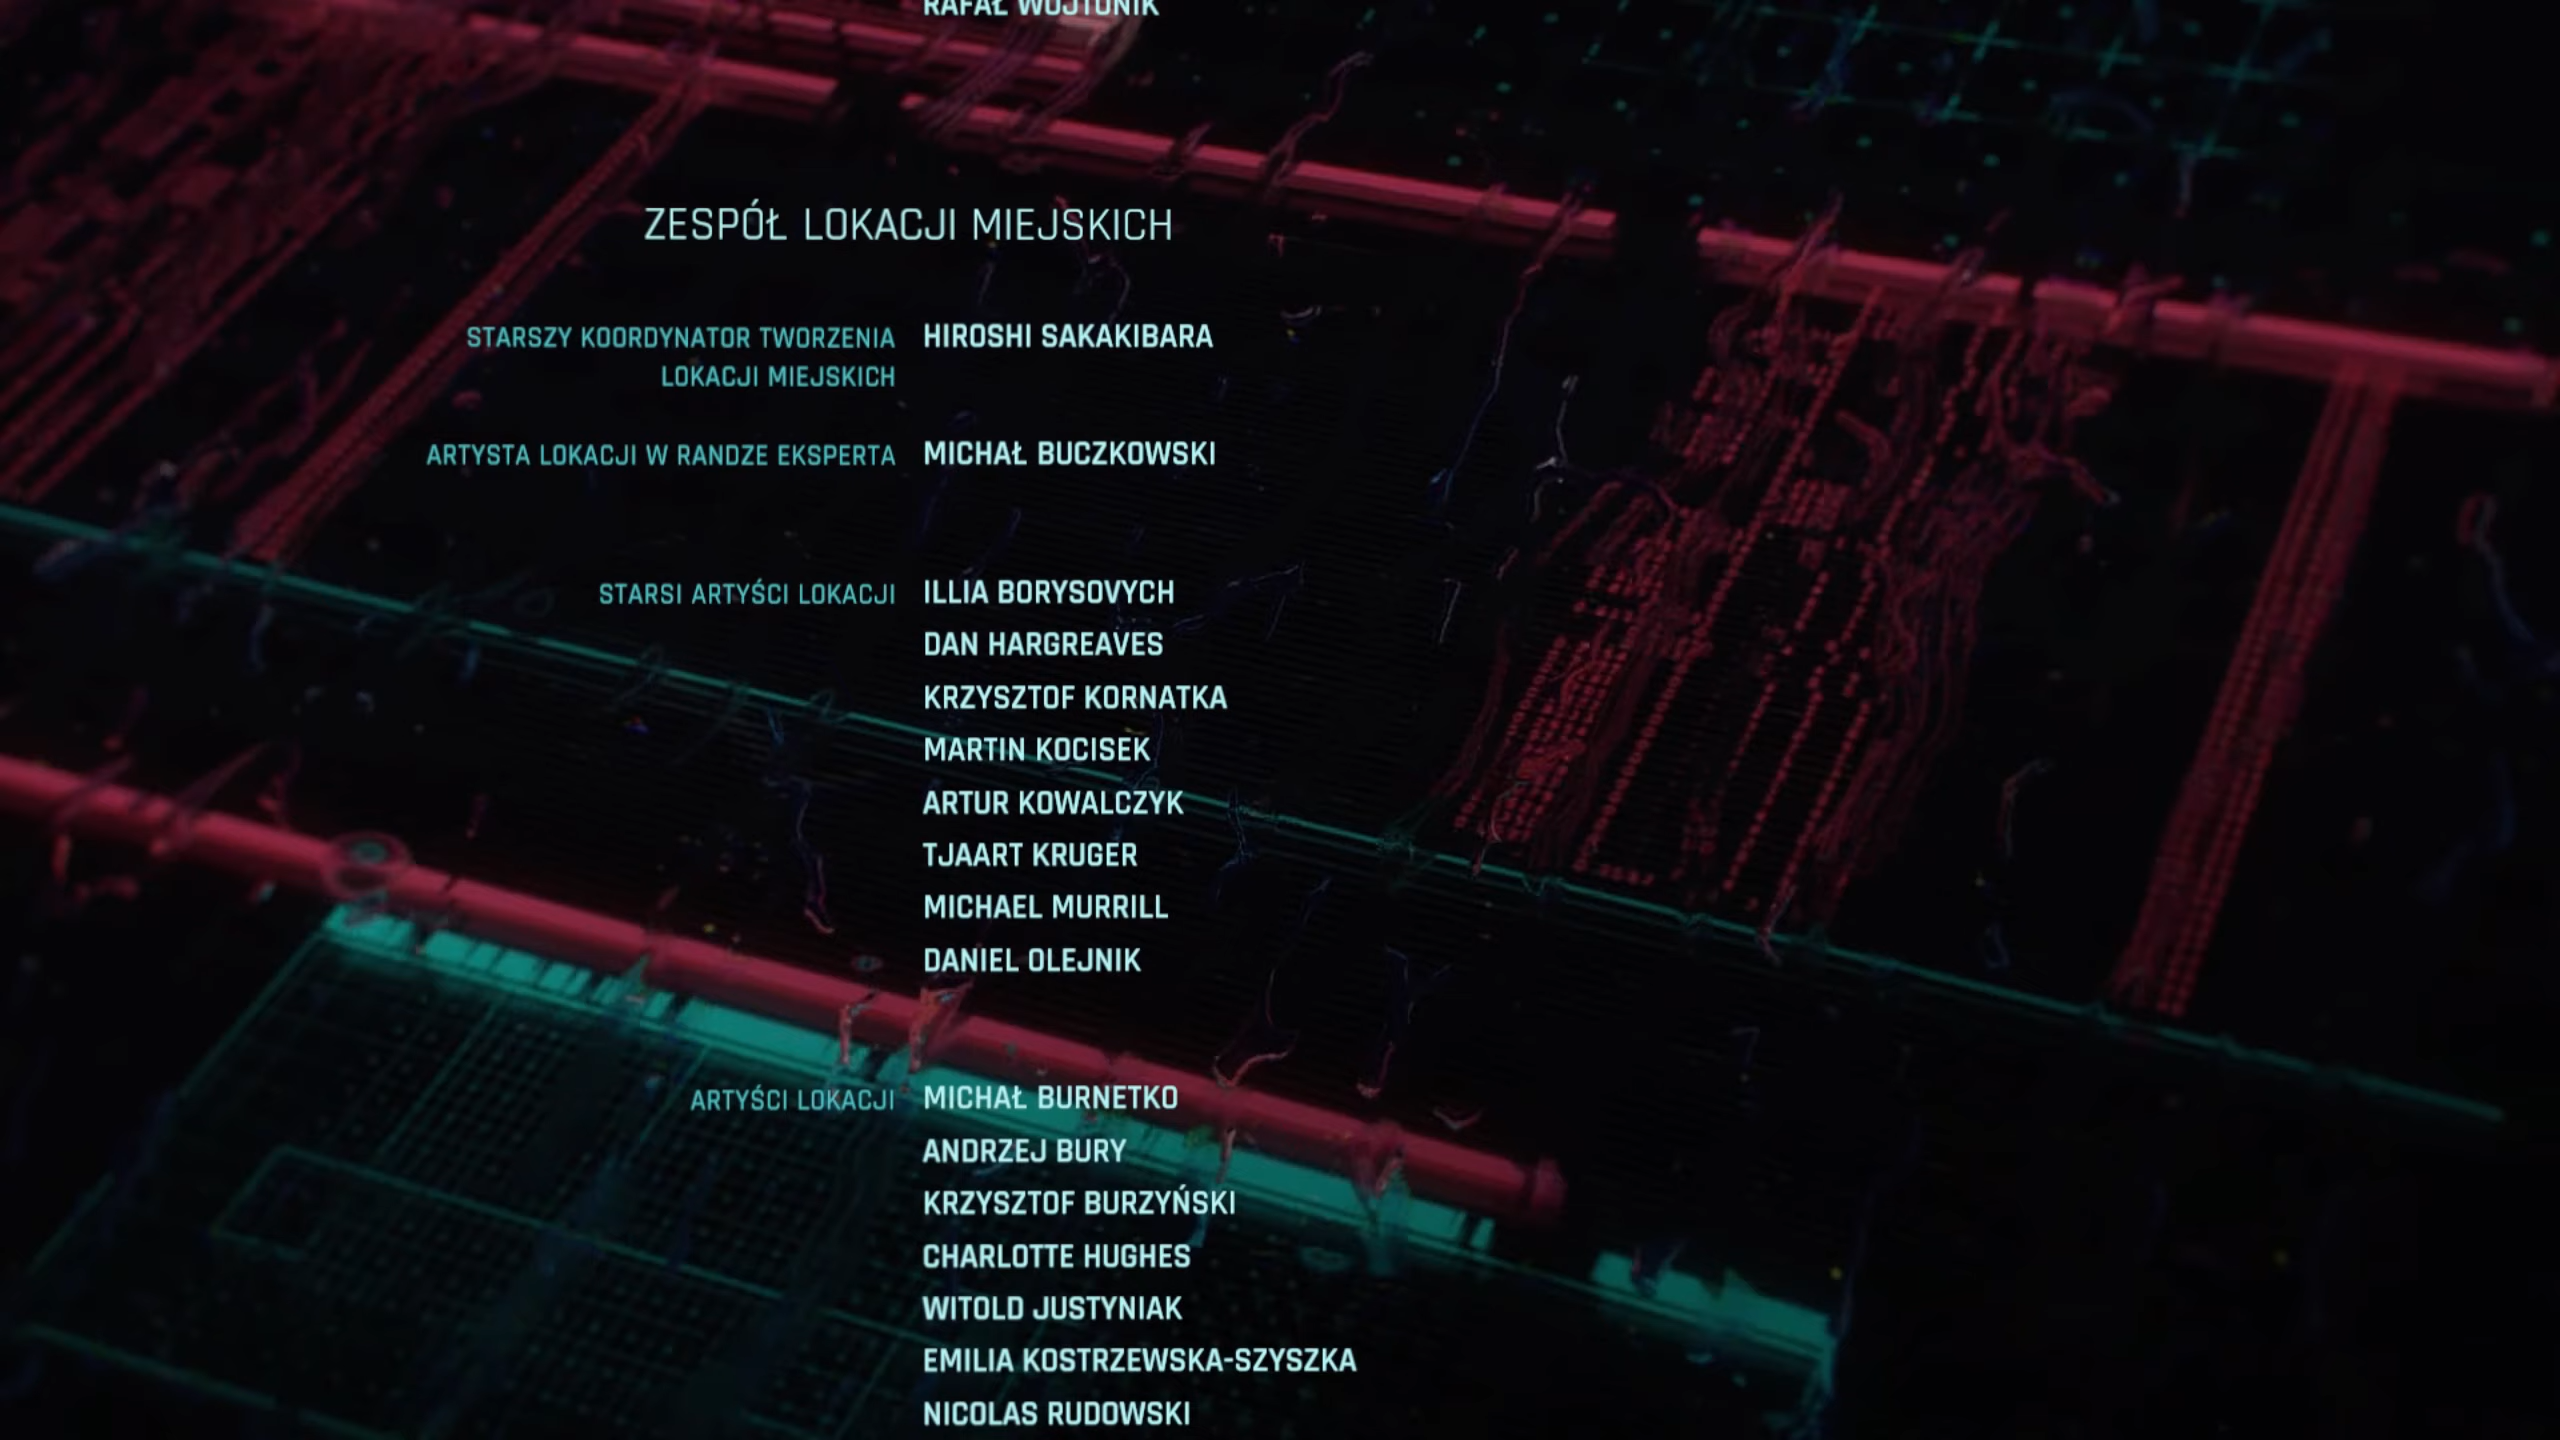 RAFAŁ WOJTUNIK
ZESPÓŁ LOKACJI MIEJSKICH
STARSZY KOORDYNATOR TWORZENIA HIROSHI SAKAKIBARA
LOKACJI MIEJSKICH
ARTYSTA LOKACJI W RANDZE EKSPERTA MICHAŁ BUCZKOWSKI
STARSI ARTYŚCI LOKACJI ILLIA BORYSOVYCH
DAN HARGREAVES
KRZYSZTOF KORNATKA
MARTIN KOCISEK
ARTUR KOWALCZYK
TJAART KRUGER
MICHAEL MURRILL
DANIEL OLEJNIK
ARTYŚCI LOKACJI MICHAŁ BURNETKO
ANDRZEJ BURY
KRZYSZTOF BURZYŃSKI
CHARLOTTE HUGHES
WITOLD JUSTYNIAK
EMILIA KOSTRZEWSKA-SZYSZKA
NICOLAS RUDOWSKI